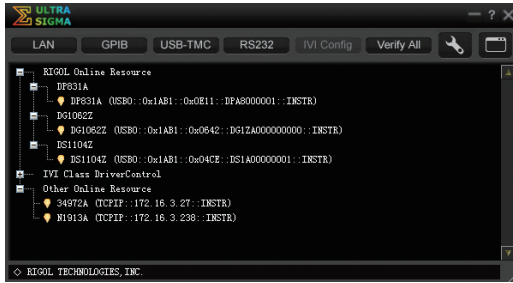 ULTRA
SIGMA
LAN GPIB USB-TMC RS232 IVI Config Verify All
RIGOL Online Resource
DP831A
DP831A (USB0::0x1AB1::0x0E11::DPA8000001::INSTR)
DG1062Z
DG1062Z (USB0::0x1AB1::0x0642::DG1ZA000000000::INSTR)
DS1104Z
DS1104Z (USB0::0x1AB1::0x04CE::DS1A00000001::INSTR)
IVI Class DriverControl
Other Online Resource
34972A (TCPIP::172.16.3.27::INSTR)
N1913A (TCPIP::172.16.3.238::INSTR)
RIGOL TECHNOLOGIES, INC.